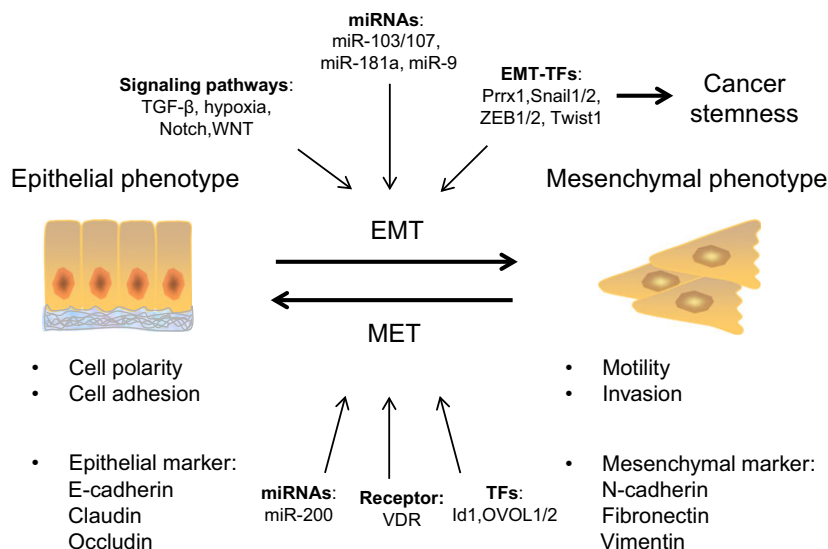 miRNAs:
miR-103/107,
miR-181a, miR-9
Signaling pathways:
TGF-β, hypoxia,
Notch,WNT
EMT-TFs:
Prrx1,Snail1/2,
ZEB1/2, Twist1
Cancer
stemness
Epithelial phenotype
Mesenchymal phenotype
EMT
MET
• Cell polarity
• Cell adhesion
• Epithelial marker:
E-cadherin
Claudin
Occludin
miRNAs:
miR-200
Receptor:
VDR
TFs:
Id1,OVOL1/2
• Motility
• Invasion
• Mesenchymal marker:
N-cadherin
Fibronectin
Vimentin